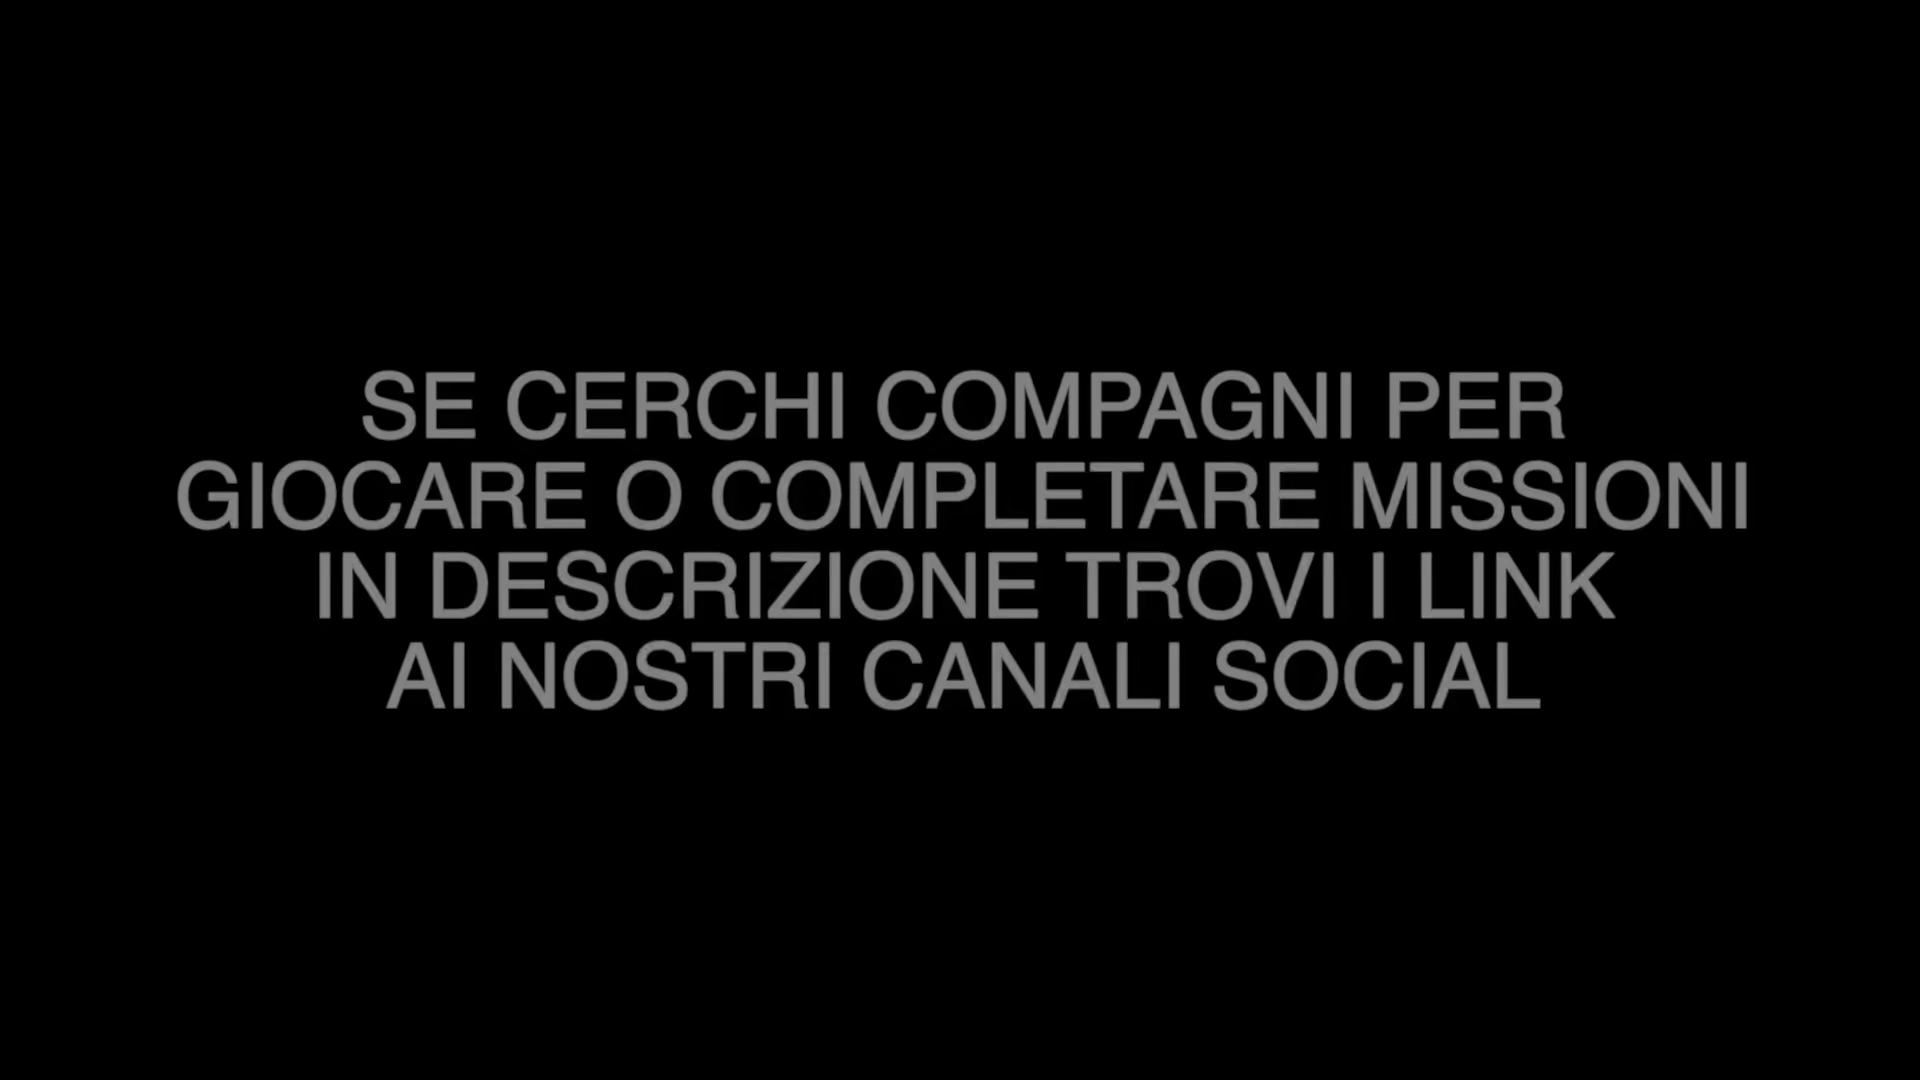 SE CERCHI COMPAGNI PER
GIOCARE O COMPLETARE MISSIONI
IN DESCRIZIONE TROVI I LINK
AI NOSTRI CANALI SOCIAL